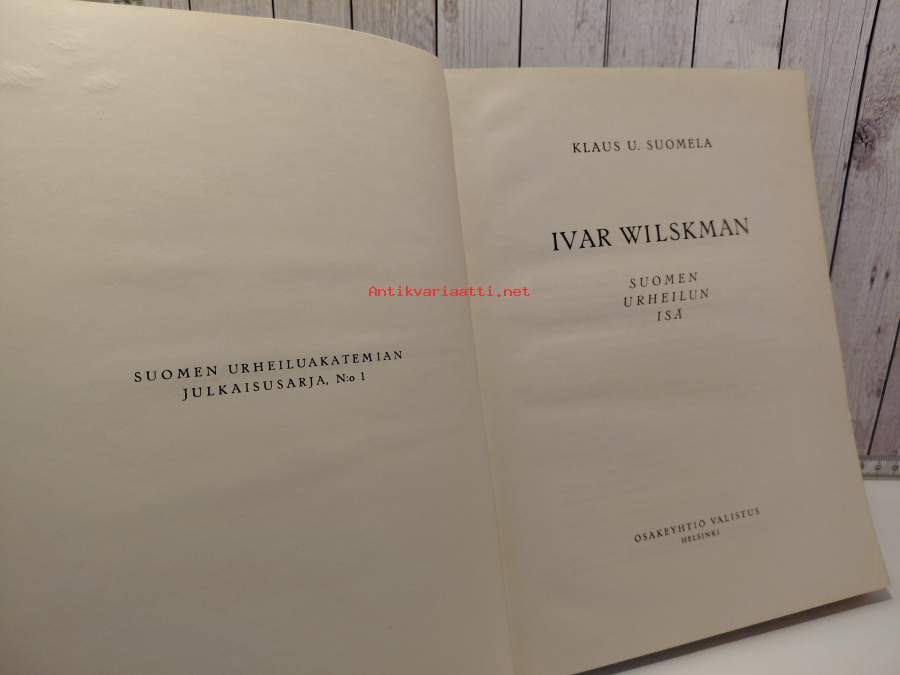 SUOMEN URHEILUAKATEMIAN
JULKAISUSARJA, N:o 1
KLAUS U. SUOMELA
IVAR WILSKMAN
SUOMEN
URHEILUN
ISÄ
OSAKEYHTIÖ VALISTUS
HELSINKI
Antikvariaatti.net